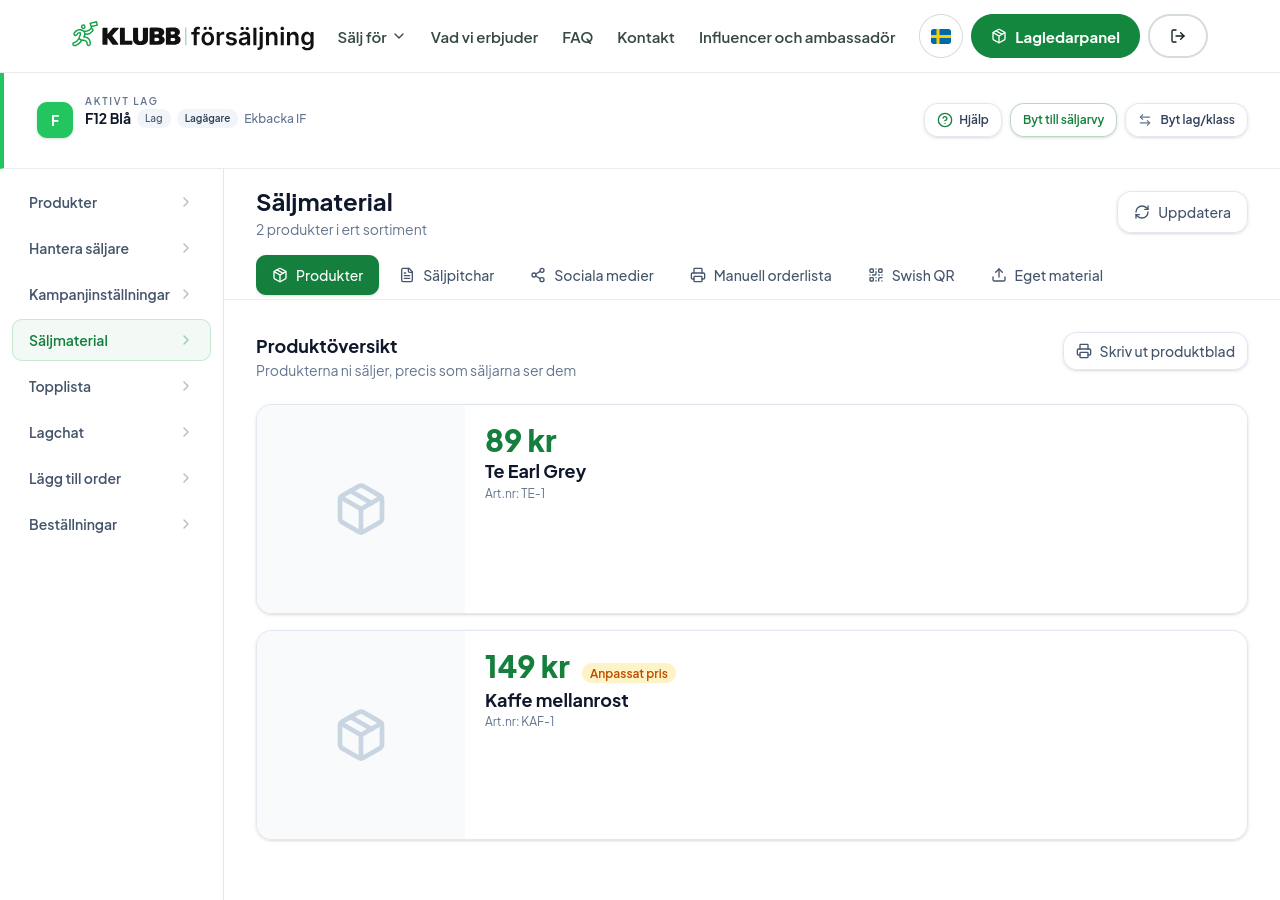 KLUBB försäljning
Sälj för
Vad vi erbjuder
FAQ
Kontakt
Influencer och ambassadör
Lagledarpanel
AKTIVT LAG
F
F12 Blå Lag Lagägare Ekbacka IF
Hjälp
Byt till säljarvy
Byt lag/klass
Produkter
Hantera säljare
Kampanjinställningar
Säljmaterial
Topplista
Lagchat
Lägg till order
Beställningar
Säljmaterial
2 produkter i ert sortiment
Uppdatera
Produkter
Säljpitchar
Sociala medier
Manuell orderlista
Swish QR
Eget material
Produktöversikt
Produkterna ni säljer, precis som säljarna ser dem
Skriv ut produktblad
89 kr
Te Earl Grey
Art.nr: TE-1
149 kr Anpassat pris
Kaffe mellanrost
Art.nr: KAF-1